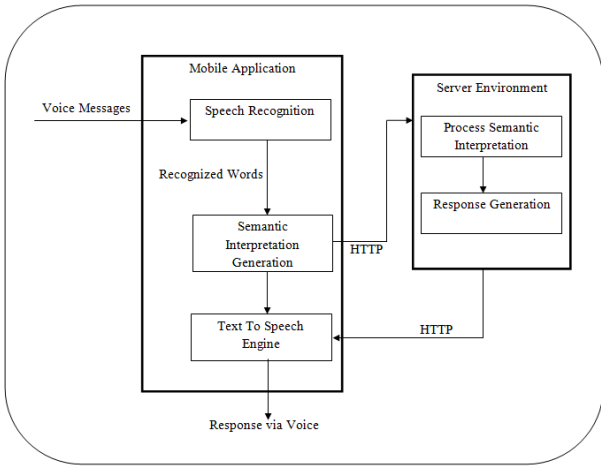 Mobile Application
Voice Messages
Speech Recognition
Recognized Words
Semantic
Interpretation
Generation
HTTP
Text To Speech
Engine
Response via Voice
Server Environment
Process Semantic
Interpretation
Response Generation
HTTP